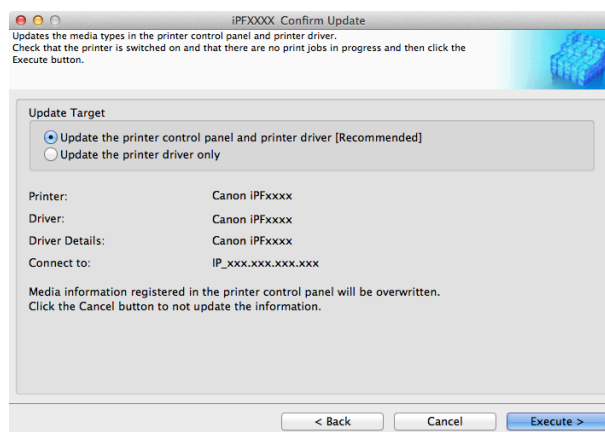 iPFXXXX Confirm Update
Updates the media types in the printer control panel and printer driver.
Check that the printer is switched on and that there are no print jobs in progress and then click the
Execute button.
Update Target
Update the printer control panel and printer driver [Recommended]
Update the printer driver only
Printer: Canon iPFxxxx
Driver: Canon iPFxxxx
Driver Details: Canon iPFxxxx
Connect to: IP_xxx.xxx.xxx.xxx
Media information registered in the printer control panel will be overwritten.
Click the Cancel button to not update the information.
< Back Cancel Execute >